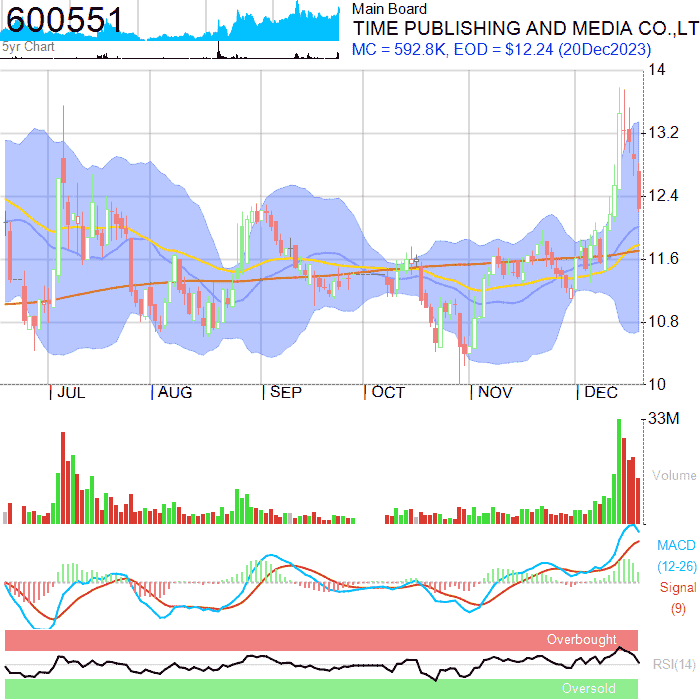 600551
5yr Chart
Main Board
TIME PUBLISHING AND MEDIA CO.,LT
MC = 592.8K, EOD = $12.24 (20Dec2023)
14
13.2
12.4
11.6
10.8
10
JUL AUG SEP OCT NOV DEC
33M
Volume
MACD
(12-26)
Signal
(9)
Overbought
RSI(14)
Oversold